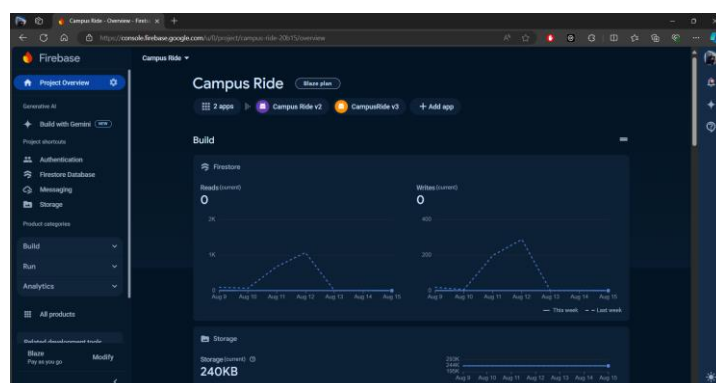 Campus Ride - Overview - Fireb
https://console.firebase.google.com/u/0/project/campus-ride-20b15/overview
Firebase
Campus Ride
Project Overview
Campus Ride
Blaze plan
2 apps
Campus Ride v2
CampusRide v3
+ Add app
Generative AI
Build with Gemini
NEW
Project shortcuts
Authentication
Firestore Database
Messaging
Storage
Product categories
Build
Run
Analytics
All products
Related development tools
Blaze
Pay as you go
Modify
Build
Firestore
Reads (current)
0
2K
1K
0
Aug 9 Aug 10 Aug 11 Aug 12 Aug 13 Aug 14 Aug 15
Writes (current)
0
400
200
0
Aug 9 Aug 10 Aug 11 Aug 12 Aug 13 Aug 14 Aug 15
This week
Last week
Storage
Storage (current)
240KB
Aug 9 Aug 10 Aug 11 Aug 12 Aug 13 Aug 14 Aug 15